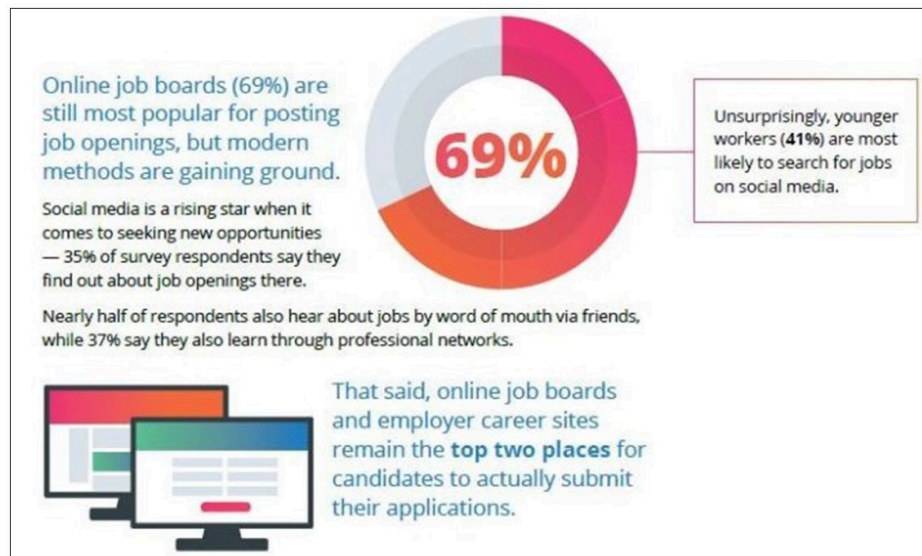 Online job boards (69%) are
still most popular for posting
job openings, but modern
methods are gaining ground.
Social media is a rising star when it
comes to seeking new opportunities
— 35% of survey respondents say they
find out about job openings there.
Nearly half of respondents also hear about jobs by word of mouth via friends,
while 37% say they also learn through professional networks.
69%
Unsurprisingly, younger
workers (41%) are most
likely to search for jobs
on social media.
That said, online job boards
and employer career sites
remain the top two places for
candidates to actually submit
their applications.